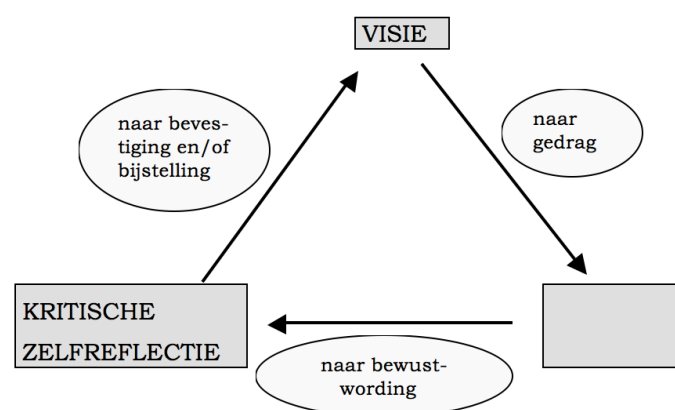 VISIE
naar beves-
tiging en/of
bijstelling
naar
gedrag
KRITISCHE
ZELFREFLECTIE
naar bewust-
wording